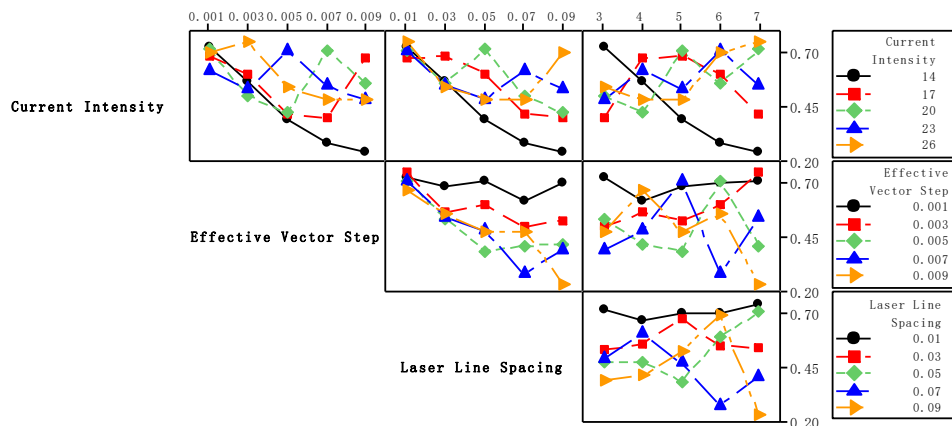 0.001 0.003 0.005 0.007 0.009 0.01 0.03 0.05 0.07 0.09 3 4 5 6 7
Current Intensity
0.70
0.45
0.20
Current
Intensity
14
17
20
23
26
Effective Vector Step
0.70
0.45
0.20
Effective
Vector Step
0.001
0.003
0.005
0.007
0.009
Laser Line Spacing
0.70
0.45
0.20
Laser Line
Spacing
0.01
0.03
0.05
0.07
0.09